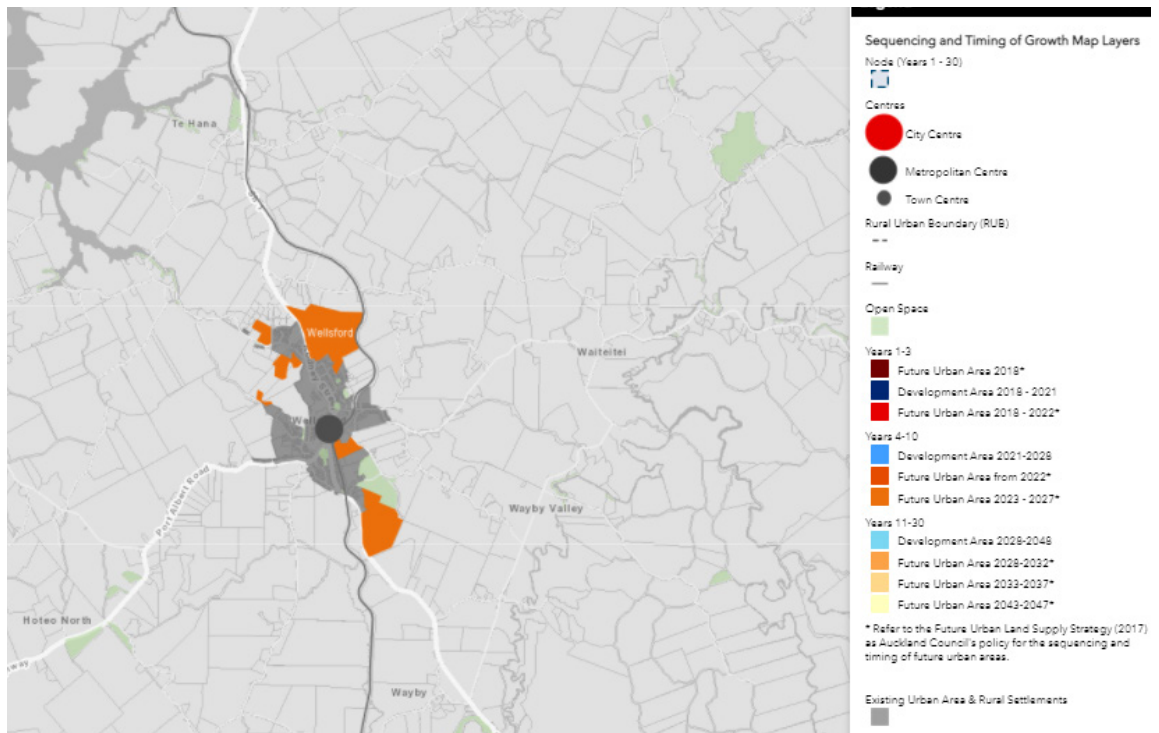 Te Hana
Wellsford
Waiteitei
Port Albert Road
Wayby Valley
Hoteo North
Wayby
Sequencing and Timing of Growth Map Layers
Node (Years 1 - 30)
Centres
City Centre
Metropolitan Centre
Town Centre
Rural Urban Boundary (RUB)
Railway
Open Space
Years 1-3
Future Urban Area 2018*
Development Area 2018 - 2021
Future Urban Area 2018 - 2022*
Years 4-10
Development Area 2021-2028
Future Urban Area from 2022*
Future Urban Area 2023 - 2027*
Years 11-30
Development Area 2028-2048
Future Urban Area 2028-2032*
Future Urban Area 2033-2037*
Future Urban Area 2043-2047*
* Refer to the Future Urban Land Supply Strategy (2017)
as Auckland Council's policy for the sequencing and
timing of future urban areas.
Existing Urban Area & Rural Settlements